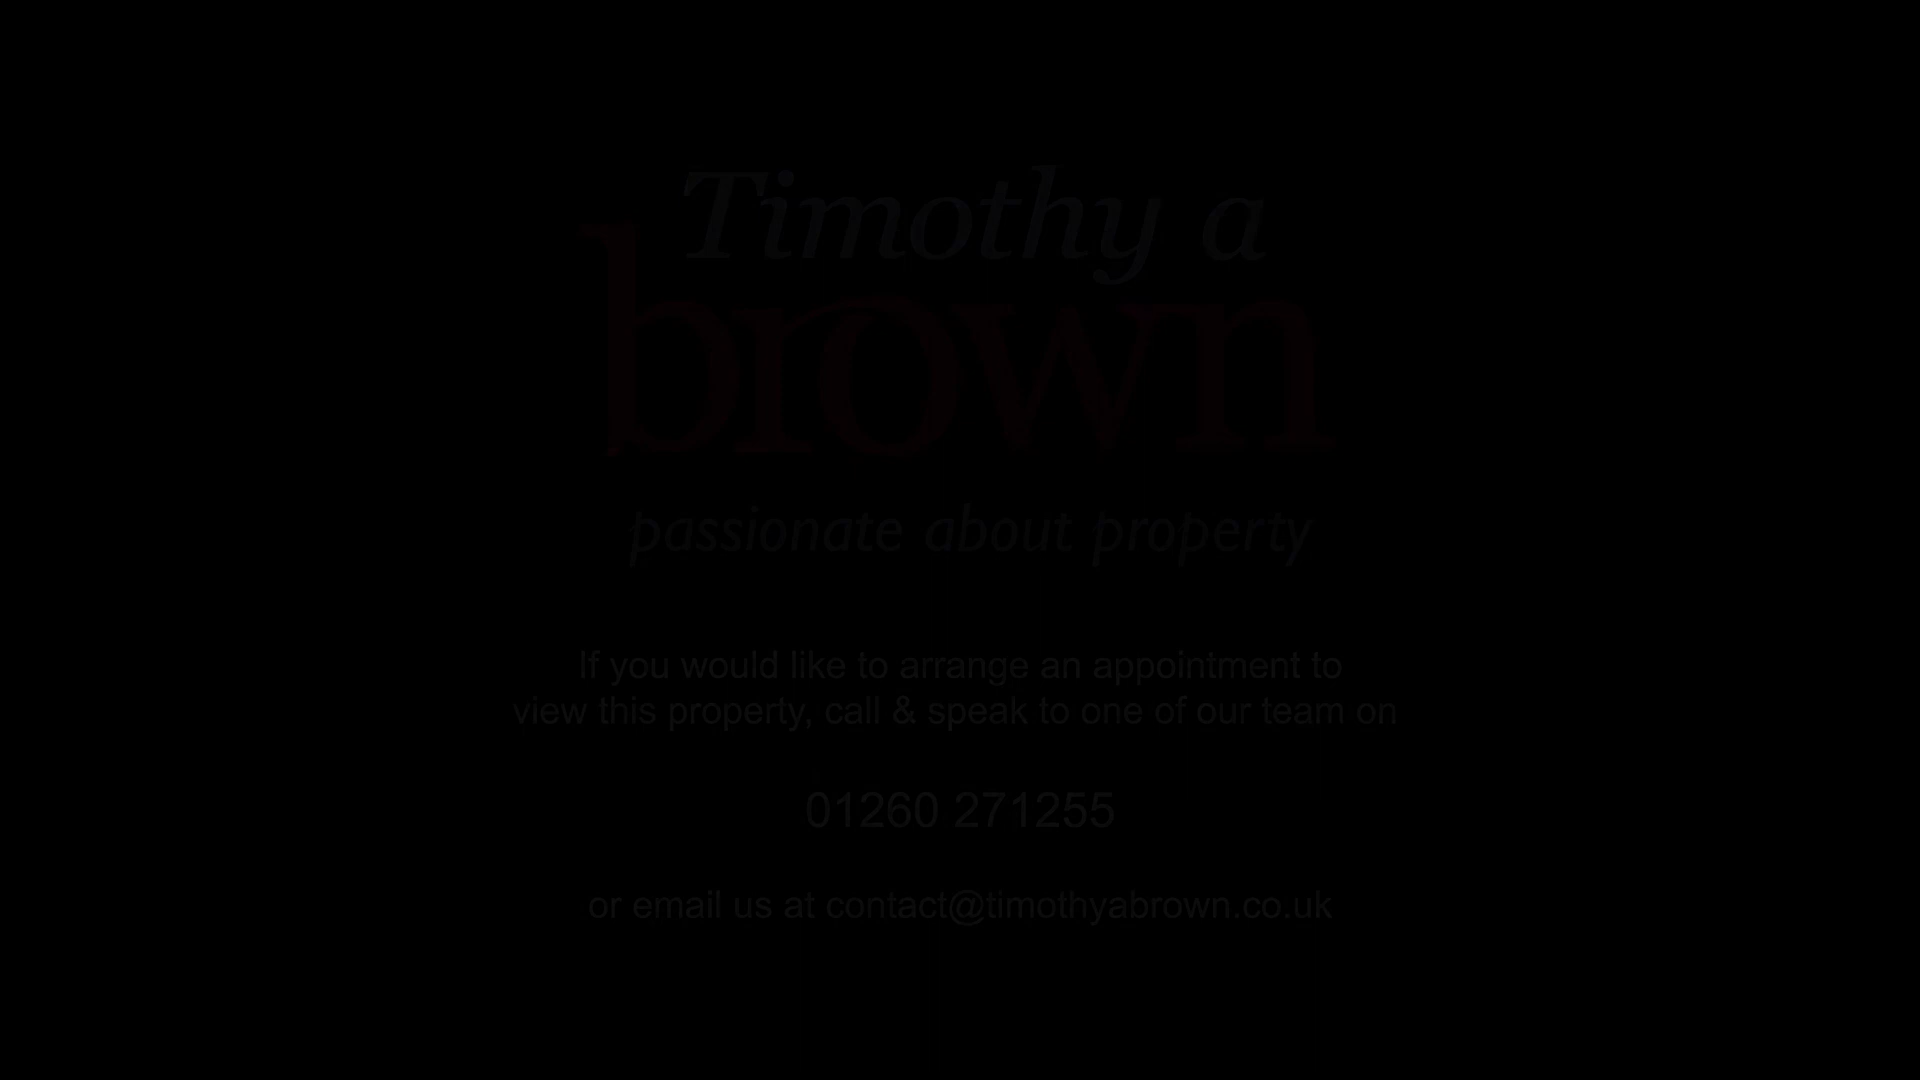 Timothy a
brown
passionate about property
If you would like to arrange an appointment to
view this property, call & speak to one of our team on
01260 271255
or email us at contact@timothyabrown.co.uk